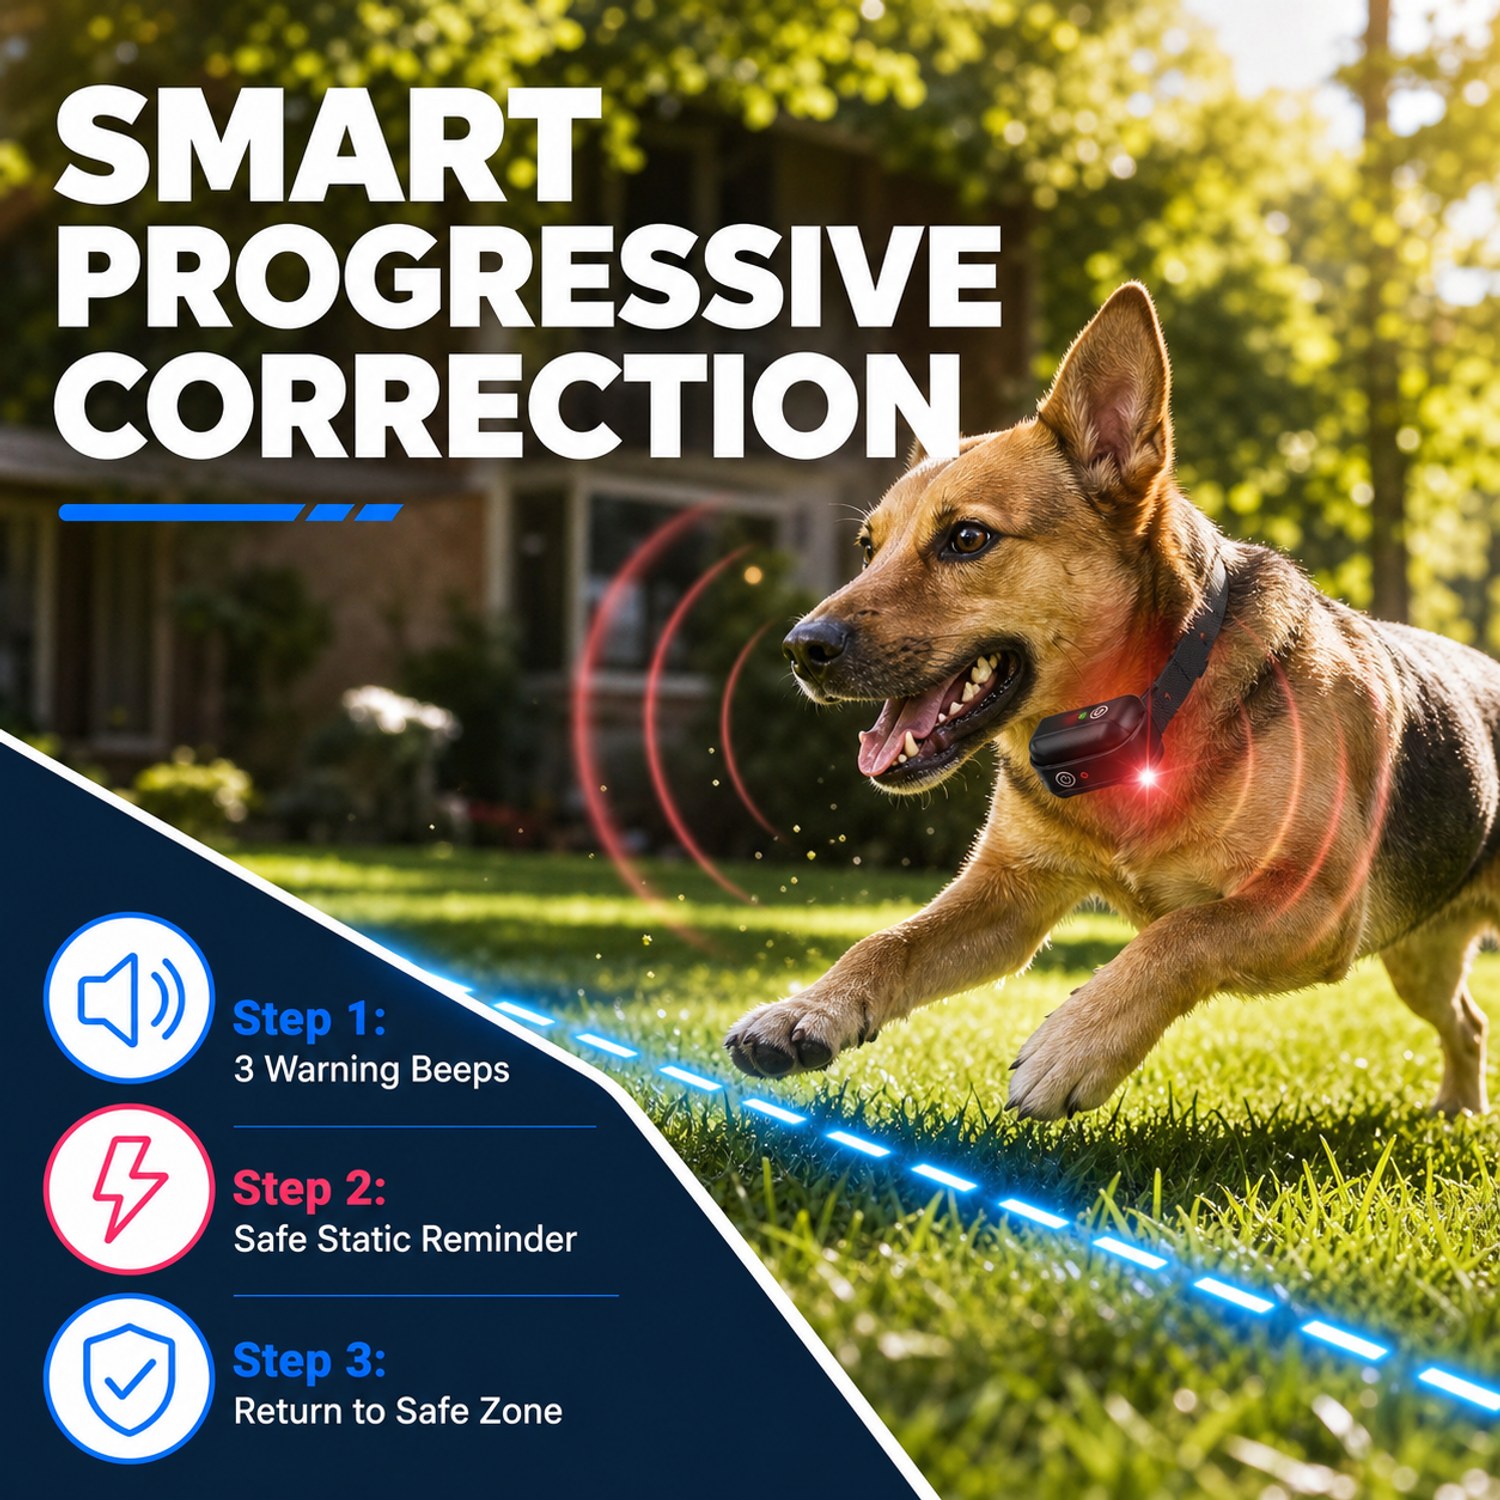 SMART
PROGRESSIVE
CORRECTION
Step 1:
3 Warning Beeps
Step 2:
Safe Static Reminder
Step 3:
Return to Safe Zone